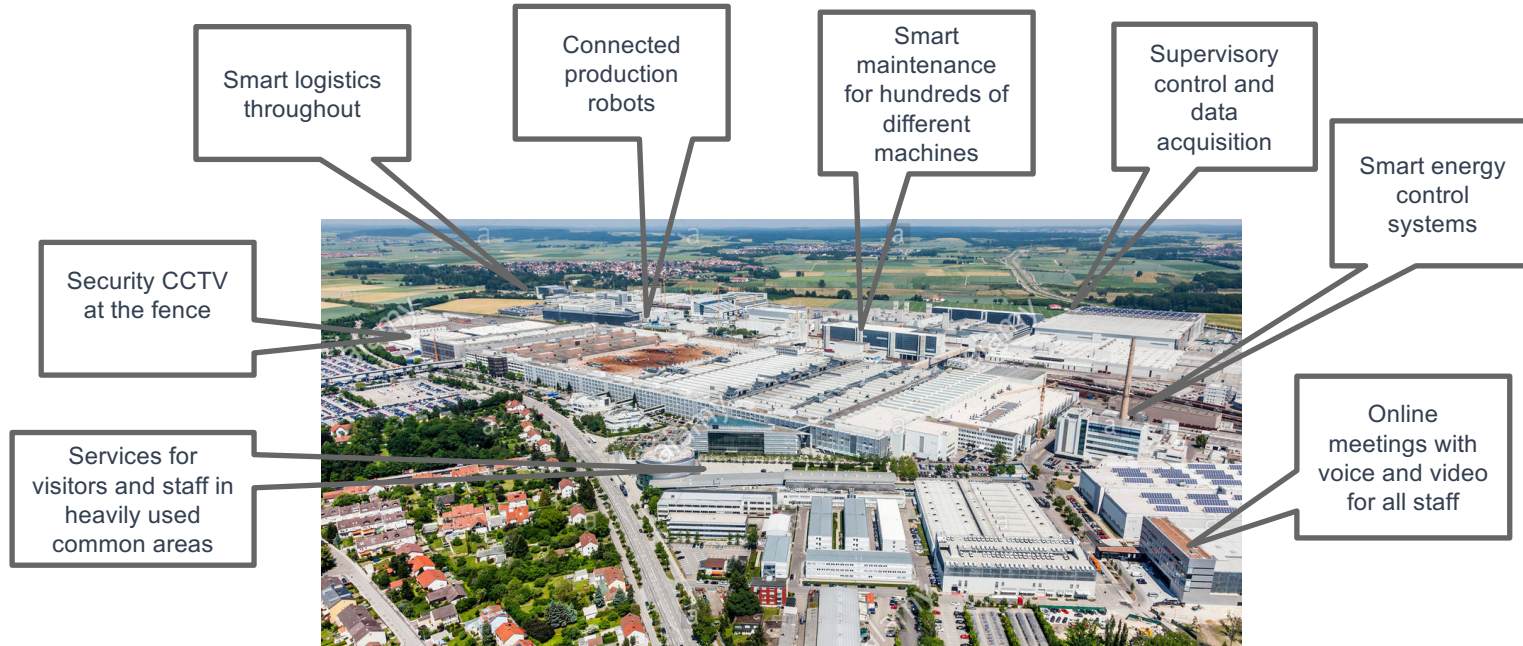 Smart logistics
throughout
Connected
production
robots
Smart
maintenance
for hundreds of
different
machines
Supervisory
control and
data
acquisition
Smart energy
control
systems
Security CCTV
at the fence
Services for
visitors and staff in
heavily used
common areas
Online
meetings with
voice and video
for all staff